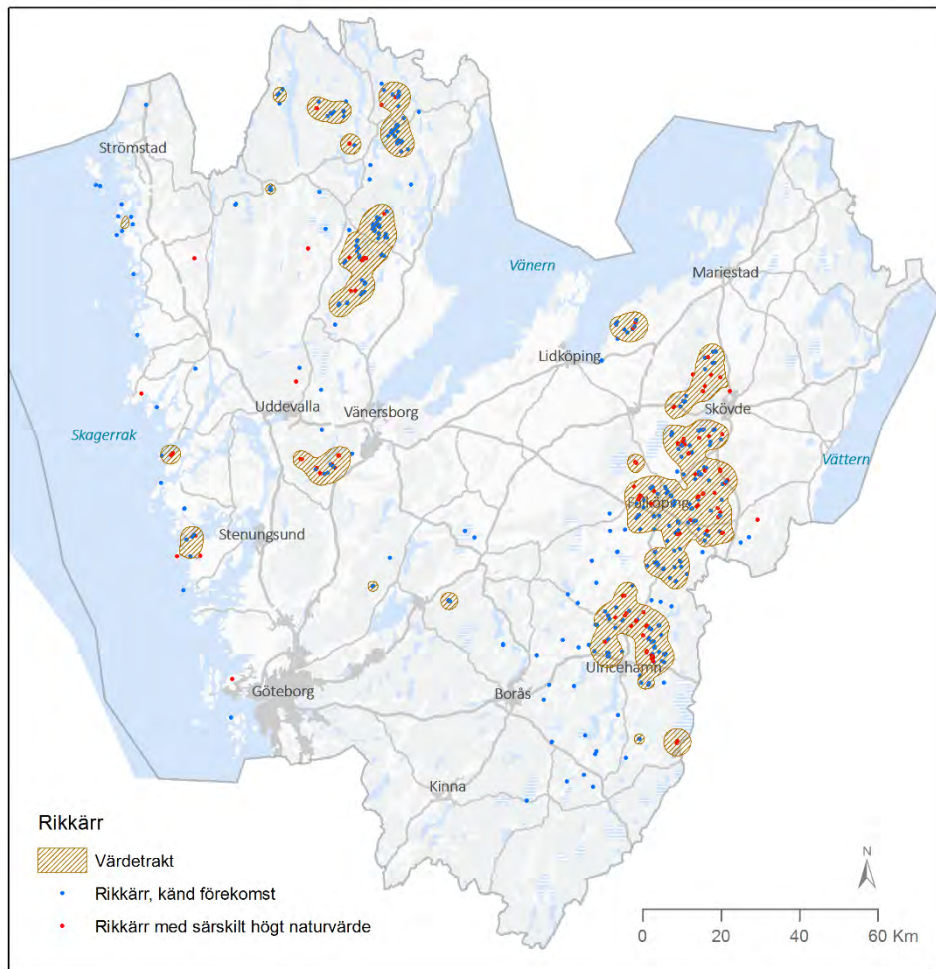 Strömstad
Vänern
Mariestad
Lidköping
Uddevalla
Vänersborg
Skövde
Skagerrak
Vättern
Falköping
Stenungsund
Ulricehamn
Göteborg
Borås
Kinna
Rikkärr
Värdetrakt
Rikkärr, känd förekomst
Rikkärr med särskilt högt naturvärde
N
0 20 40 60 Km